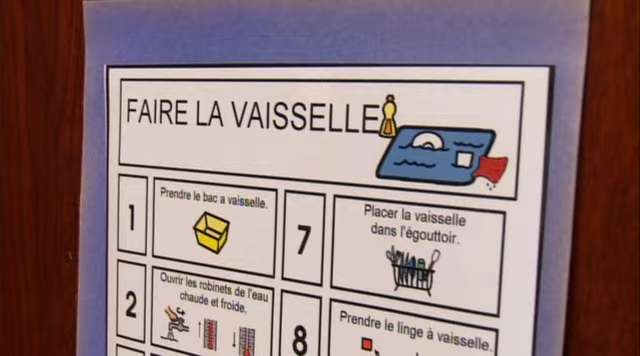 FAIRE LA VAISSELLE
1
Prendre le bac a vaisselle.
7
Placer la vaisselle
dans l'égouttoir.
2
Ouvrir les robinets de l'eau
chaude et froide.
8
Prendre le linge à vaisselle.